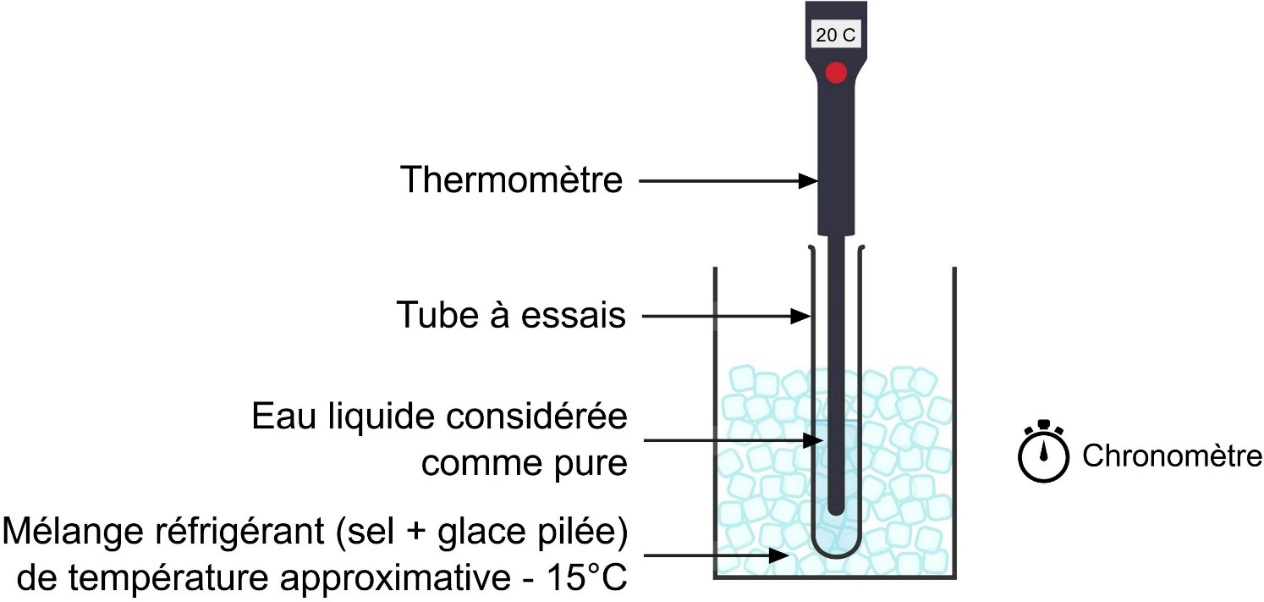 20 C
Thermomètre
Tube à essais
Eau liquide considérée
comme pure
Chronomètre
Mélange réfrigérant (sel + glace pilée)
de température approximative - 15°C